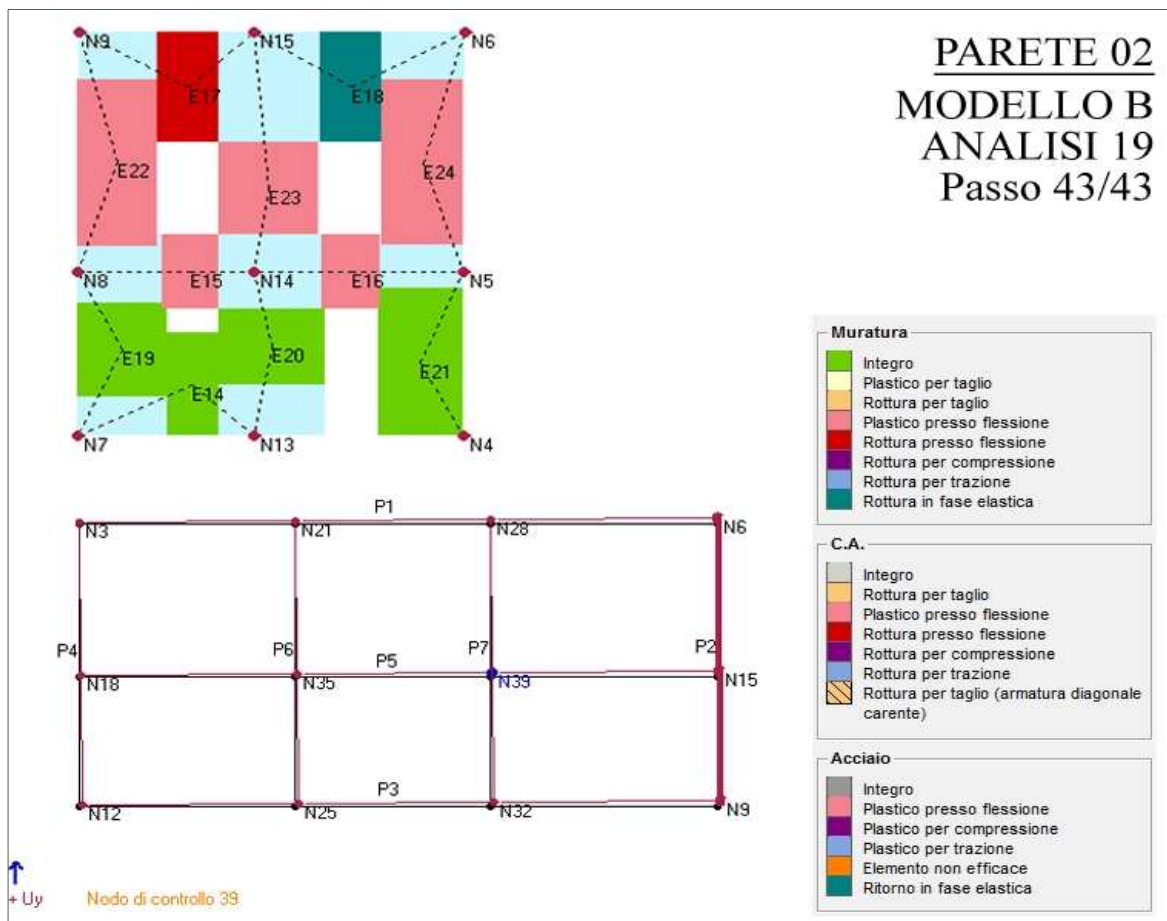 PARETE 02
MODELLO B
ANALISI 19
Passo 43/43
N9
N15
N6
E17
E18
E22
E23
E24
N8
E15
N14
E16
N5
E19
E20
E21
E14
N7
N13
N4
Muratura
Integro
Plastico per taglio
Rottura per taglio
Plastico presso flessione
Rottura presso flessione
Rottura per compressione
Rottura per trazione
Rottura in fase elastica
C.A.
Integro
Rottura per taglio
Plastico presso flessione
Rottura presso flessione
Rottura per compressione
Rottura per trazione
Rottura per taglio (armatura diagonale
carente)
Acciaio
Integro
Plastico presso flessione
Plastico per compressione
Plastico per trazione
Elemento non efficace
Ritorno in fase elastica
P1
N3
N21
N28
N6
P4
P6
P5
P7
P2
N18
N35
N39
N15
P3
N12
N25
N32
N9
+ Uy
Nodo di controllo 39